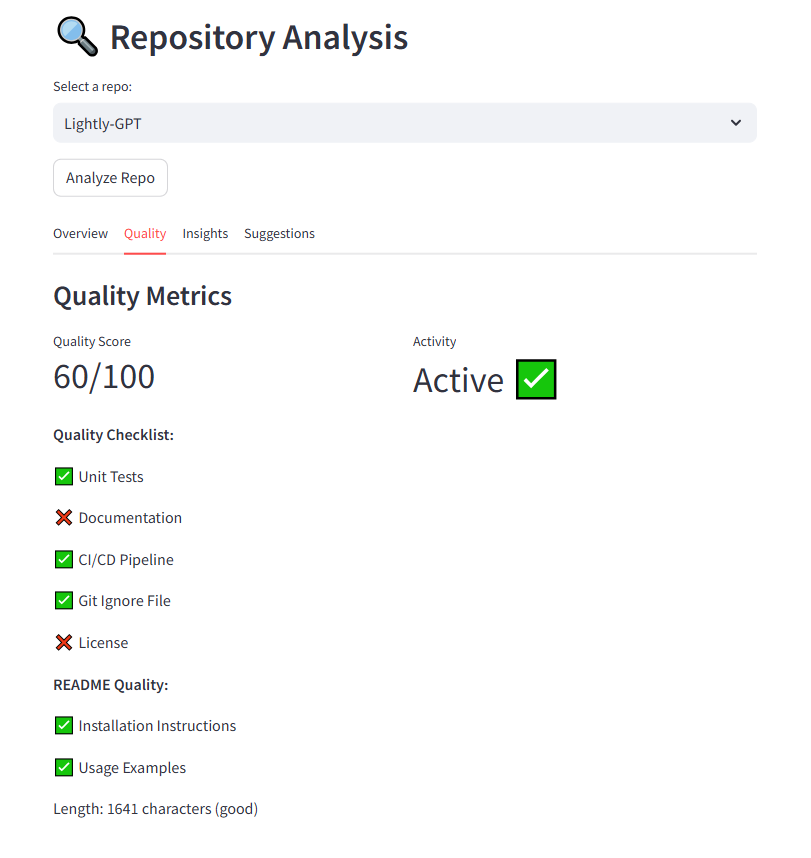 Repository Analysis
Select a repo:
Lightly-GPT
Analyze Repo
Overview Quality Insights Suggestions
Quality Metrics
Quality Score Activity
60/100 Active
Quality Checklist:
Unit Tests
Documentation
CI/CD Pipeline
Git Ignore File
License
README Quality:
Installation Instructions
Usage Examples
Length: 1641 characters (good)